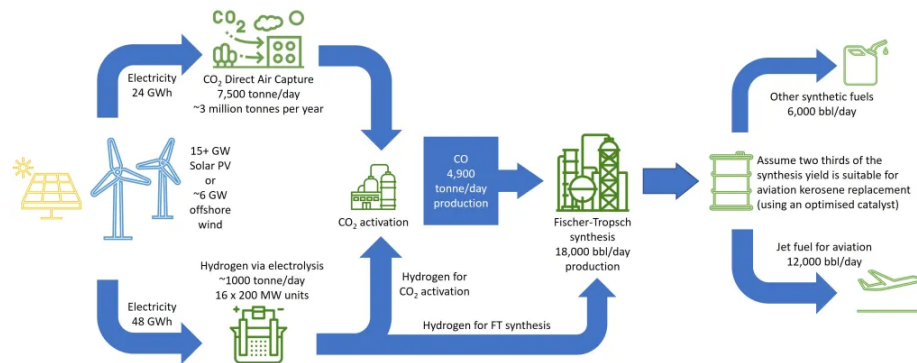 CO2
Electricity
24 GWh
CO2 Direct Air Capture
7,500 tonne/day
~3 million tonnes per year
15+ GW
Solar PV
or
~6 GW
offshore
wind
Electricity
48 GWh
Hydrogen via electrolysis
~1000 tonne/day
16 x 200 MW units
CO2 activation
Hydrogen for
CO2 activation
Hydrogen for FT synthesis
CO
4,900
tonne/day
production
Fischer-Tropsch
synthesis
18,000 bbl/day
production
Other synthetic fuels
6,000 bbl/day
Assume two thirds of the
synthesis yield is suitable for
aviation kerosene replacement
(using an optimised catalyst)
Jet fuel for aviation
12,000 bbl/day